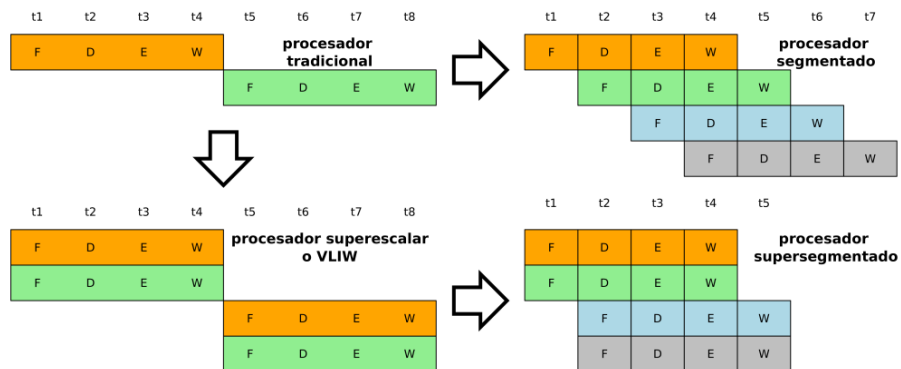 t1 t2 t3 t4 t5 t6 t7 t8
F D E W
procesador
tradicional
F D E W
t1 t2 t3 t4 t5 t6 t7
F D E W
procesador
segmentado
F D E W
F D E W
F D E W
t1 t2 t3 t4 t5 t6 t7 t8
F D E W
procesador superescalar
o VLIW
F D E W
F D E W
F D E W
t1 t2 t3 t4 t5
F D E W
procesador
supersegmentado
F D E W
F D E W
F D E W